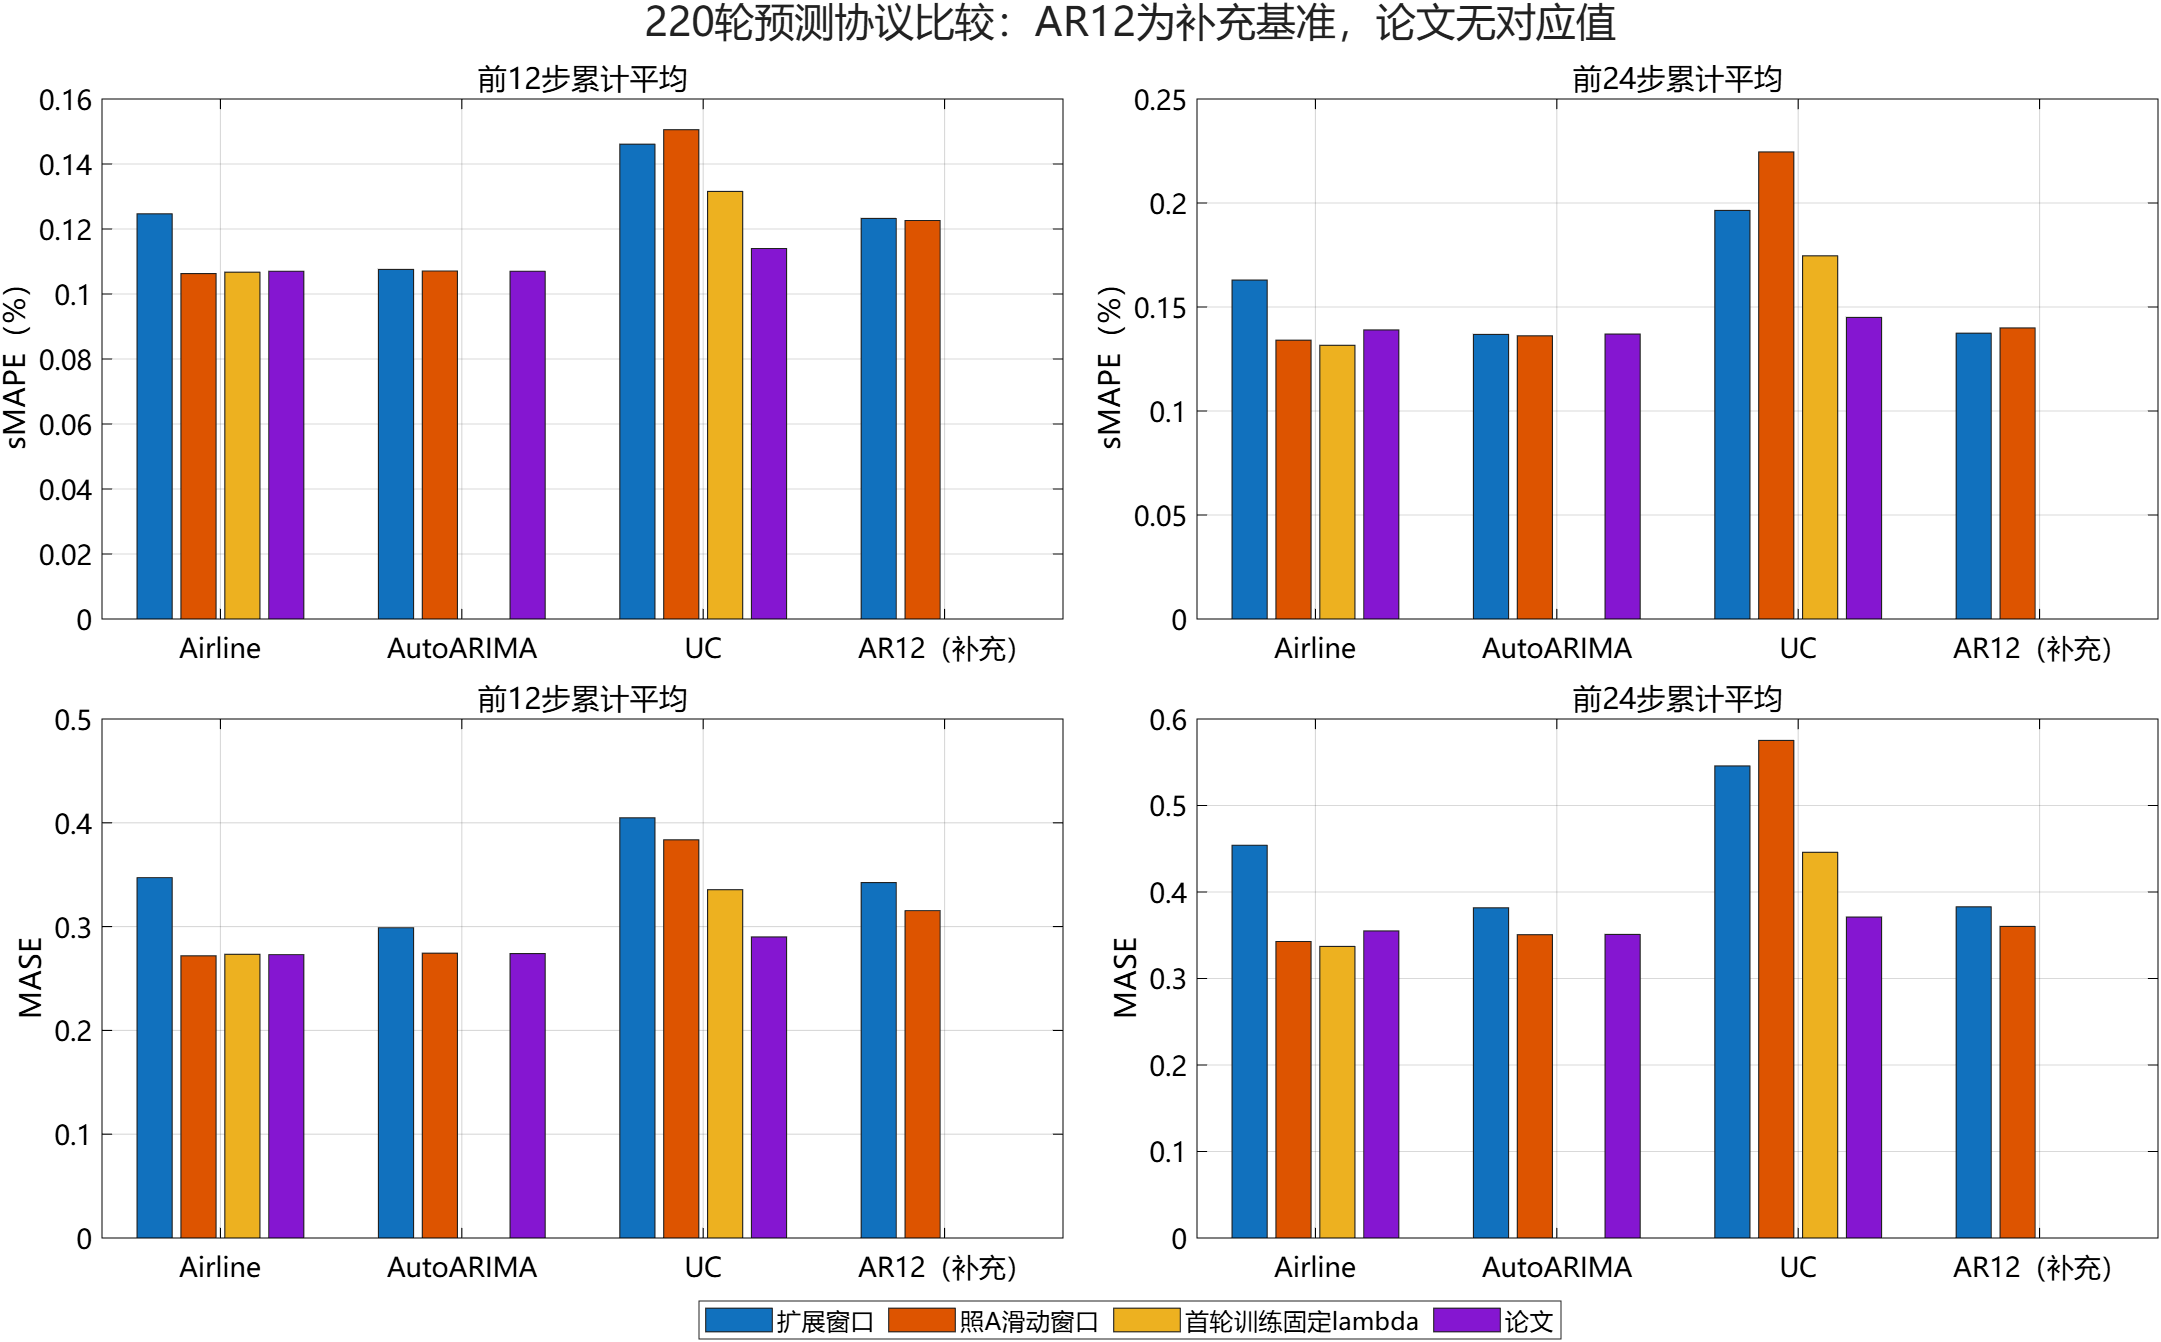 220轮预测协议比较：AR12为补充基准，论文无对应值
前12步累计平均
0.16
0.14
0.12
0.1
0.08
0.06
0.04
0.02
0
sMAPE（%）
Airline
AutoARIMA
UC
AR12（补充）
前24步累计平均
0.25
0.2
0.15
0.1
0.05
0
sMAPE（%）
Airline
AutoARIMA
UC
AR12（补充）
前12步累计平均
0.5
0.4
0.3
0.2
0.1
0
MASE
Airline
AutoARIMA
UC
AR12（补充）
前24步累计平均
0.6
0.5
0.4
0.3
0.2
0.1
0
MASE
Airline
AutoARIMA
UC
AR12（补充）
扩展窗口
照A滑动窗口
首轮训练固定lambda
论文